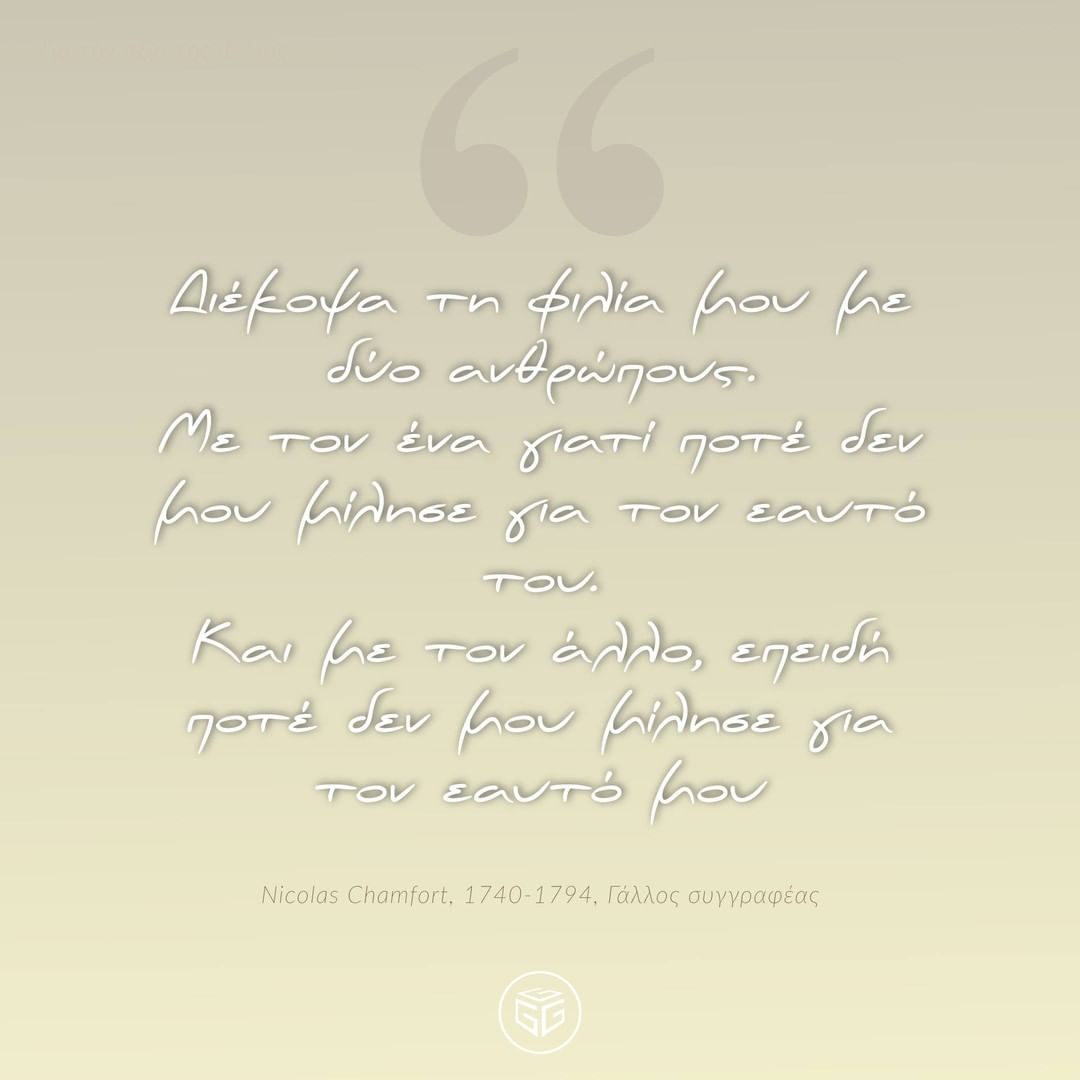 Διέκοψα τη φιλία μου με
δύο ανθρώπους.
Με τον ένα γιατί ποτέ δεν
μου μίλησε για τον εαυτό
του.
Και με τον άλλο, επειδή
ποτέ δεν μου μίλησε για
τον εαυτό μου
Nicolas Chamfort, 1740-1794, Γάλλος συγγραφέας